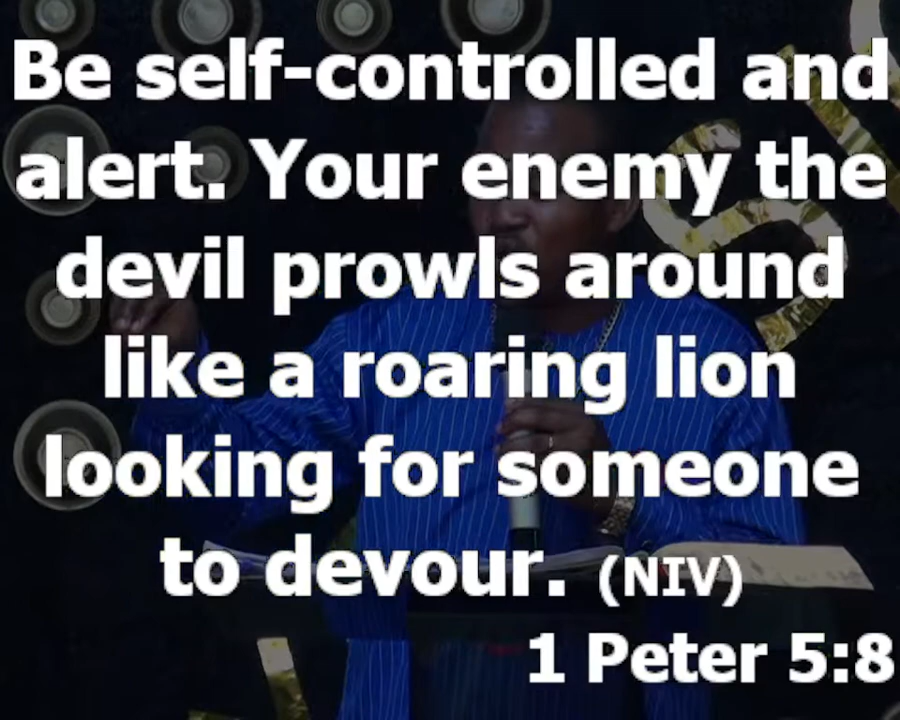 Be self-controlled and
alert. Your enemy the
devil prowls around
like a roaring lion
looking for someone
to devour. (NIV)
1 Peter 5:8